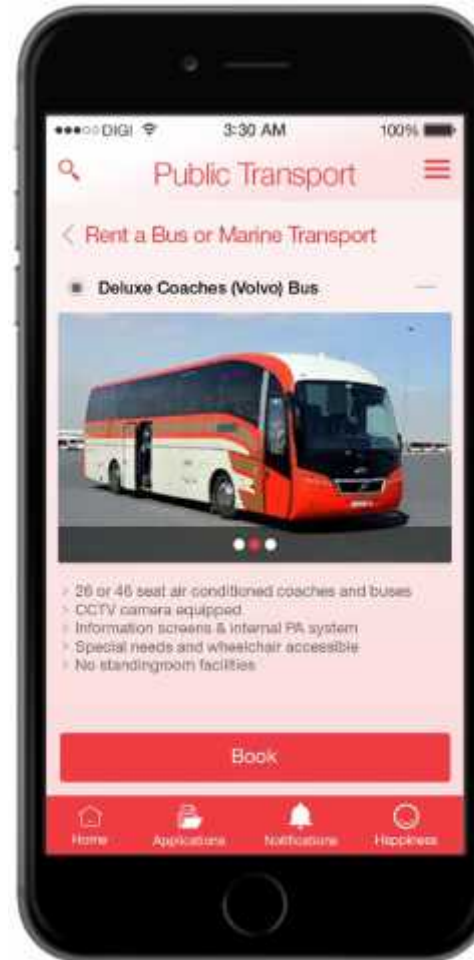 DIGI 3:30 AM 100%
Public Transport
< Rent a Bus or Marine Transport
Deluxe Coaches (Volvo) Bus
> 26 or 46 seat air conditioned coaches and buses
> CCTV camera equipped
> Information screens & internal PA system
> Special needs and wheelchair accessible
> No standingroom facilities
Book
Home Applications Notifications Happiness